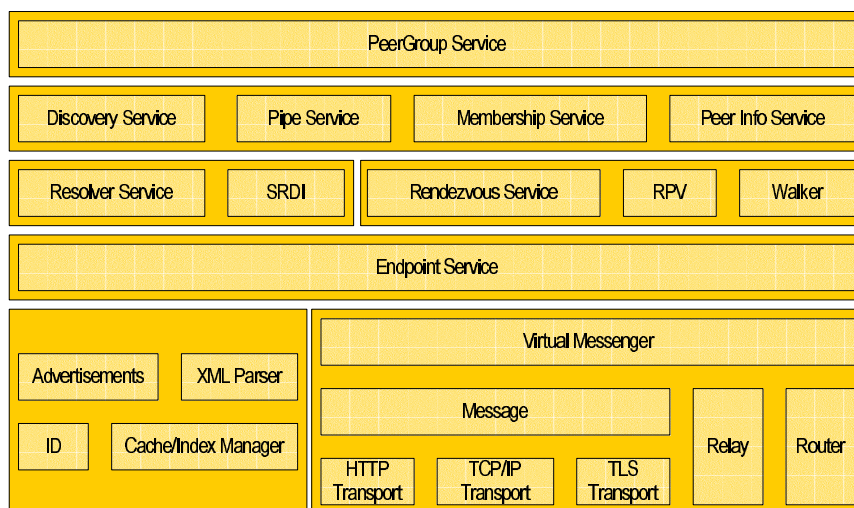 PeerGroup Service
Discovery Service
Pipe Service
Membership Service
Peer Info Service
Resolver Service
SRDI
Rendezvous Service
RPV
Walker
Endpoint Service
Virtual Messenger
Advertisements
XML Parser
Message
ID
Cache/Index Manager
Relay
Router
HTTP
Transport
TCP/IP
Transport
TLS
Transport